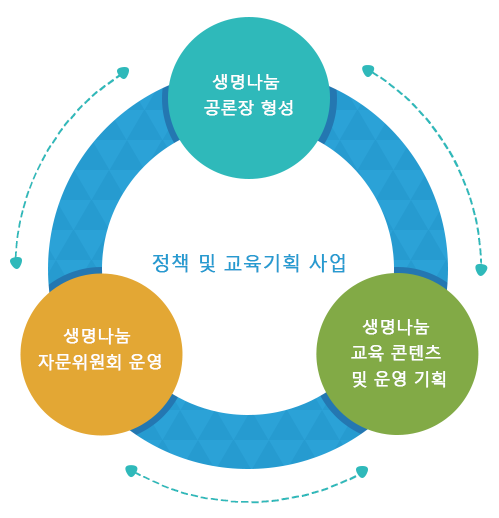 생명나눔
공론장 형성
정책 및 교육기획 사업
생명나눔
자문위원회 운영
생명나눔
교육 콘텐츠
및 운영 기획